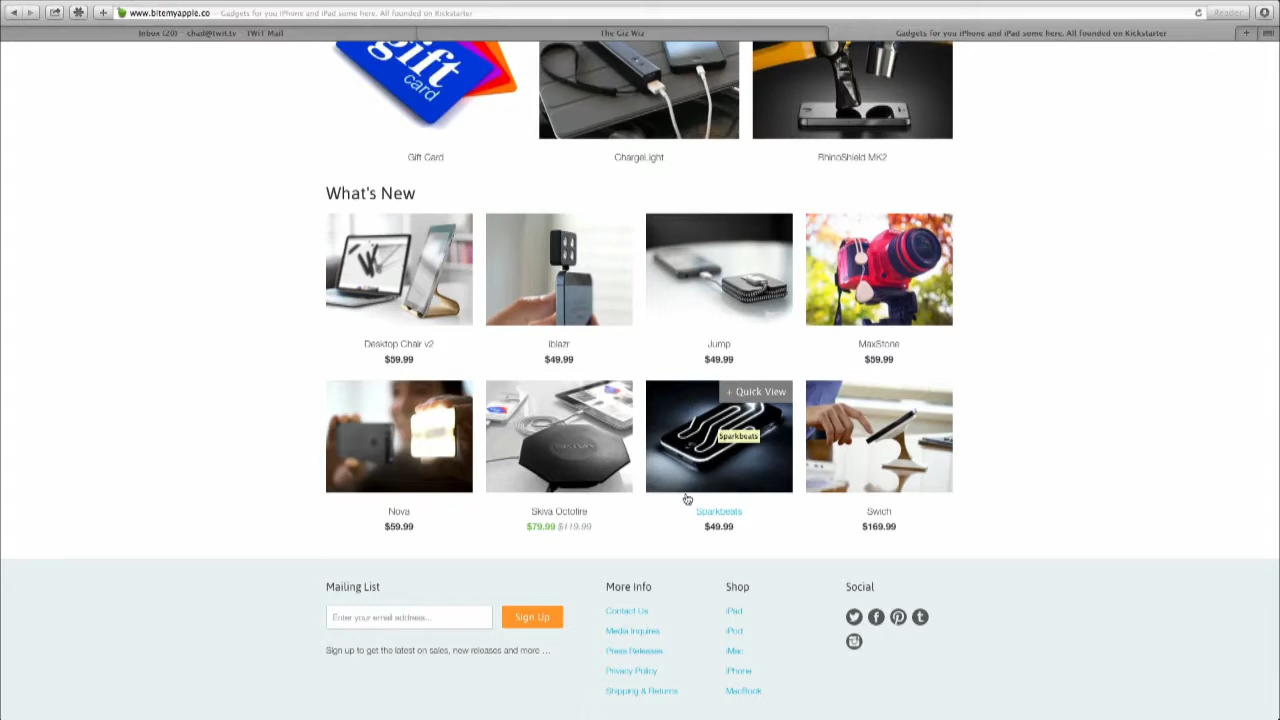 www.bitemyapple.co — Gadgets for you iPhone and iPad some here. All founded on Kickstarter
Reader
Inbox (20) – chad@twit.tv – TWiT Mail
The Giz Wiz
Gadgets for you iPhone and iPad some here. All founded on Kickstarter
gift card
Gift Card
ChargeLight
RhinoShield MK2
What's New
Desktop Chair v2
$59.99
iblazr
$49.99
Jump
$49.99
MaxStone
$59.99
SKIVA
+ Quick View
Sparkbeats
Nova
$59.99
Skiva Octofire
$79.99 $119.99
Sparkbeats
$49.99
Swich
$169.99
Mailing List
Enter your email address...
Sign Up
Sign up to get the latest on sales, new releases and more ...
More Info
Contact Us
Media Inquires
Press Releases
Privacy Policy
Shipping & Returns
Shop
iPad
iPod
iMac
iPhone
MacBook
Social